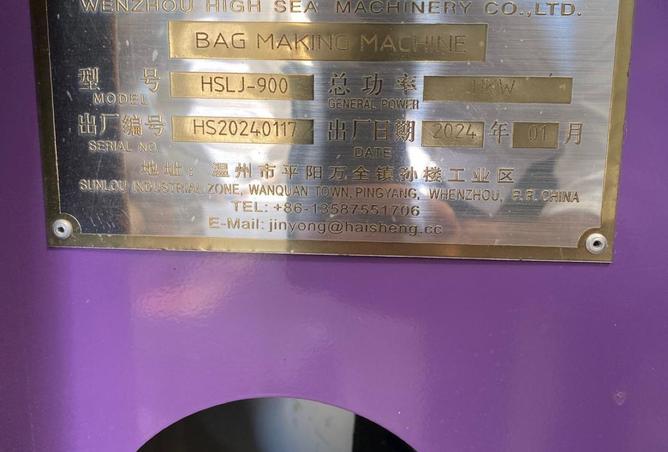 WENZHOU HIGH SEA MACHINERY CO.,LTD.
BAG MAKING MACHINE
型 号 HSLJ-900 总功率
MODEL GENERAL POWER
出厂编号 HS20240117 出厂日期 2024 年 01 月
SERIAL NO DATE
地址: 温州市平阳万全镇孙楼工业区
SUNLOU INDUSTRIAL ZONE, WANQUAN TOWN, PINGYANG, WHENZHOU, P.R.CHINA
TEL: +86-13587551706
E-Mail: jinyong@haisheng.cc